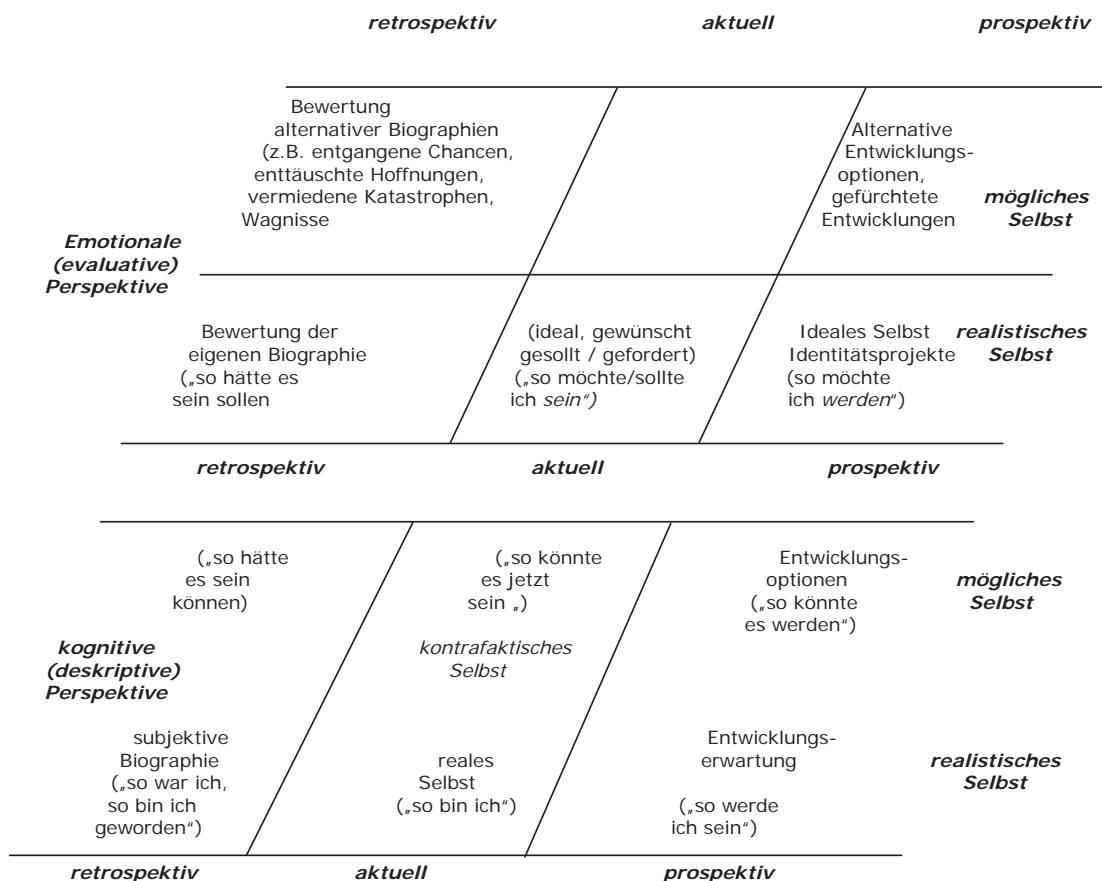 retrospektiv aktuell prospektiv
Bewertung
alternativer Biographien
(z.B. entgangene Chancen,
enttäuschte Hoffnungen,
vermiedene Katastrophen,
Wagnisse
Alternative
Entwicklungs-
optionen,
gefürchtete
Entwicklungen
mögliches
Selbst
Emotionale
(evaluative)
Perspektive
Bewertung der
eigenen Biographie
(„so hätte es
sein sollen
(ideal, gewünscht
gesollt / gefordert)
(„so möchte/sollte
ich sein“)
Ideales Selbst
Identitätsprojekte
(so möchte
ich werden“)
realistisches
Selbst
retrospektiv aktuell prospektiv
(„so hätte
es sein
können)
(„so könnte
es jetzt
sein „)
Entwicklungs-
optionen
(„so könnte
es werden“)
mögliches
Selbst
kognitive
(deskriptive)
Perspektive
kontrafaktisches
Selbst
subjektive
Biographie
(„so war ich,
so bin ich
geworden“)
reales
Selbst
(„so bin ich“)
Entwicklungs-
erwartung
(„so werde
ich sein“)
realistisches
Selbst
retrospektiv aktuell prospektiv